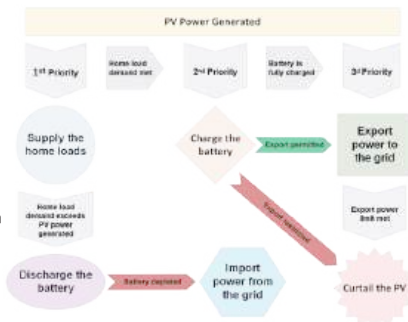 PV Power Generated
1st Priority
Home load
demand met
2nd Priority
Battery is
fully charged
3rd Priority
Supply the
home loads
Charge the
battery
Export permitted
Export
power to
the grid
Home load
demand exceeds
PV power
generated
Export restricted
Export power
limit met
Discharge the
battery
Battery depleted
Import
power from
the grid
Curtail the PV